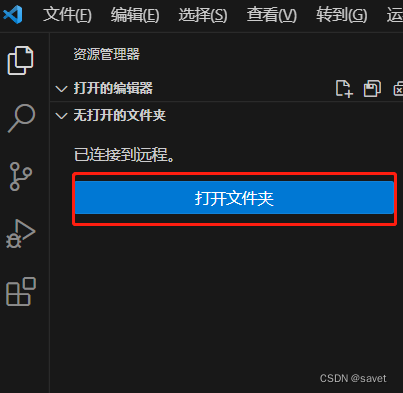 文件(F) 编辑(E) 选择(S) 查看(V) 转到(G) 运
资源管理器
打开的编辑器
无打开的文件夹
已连接到远程。
打开文件夹
CSDN @savet